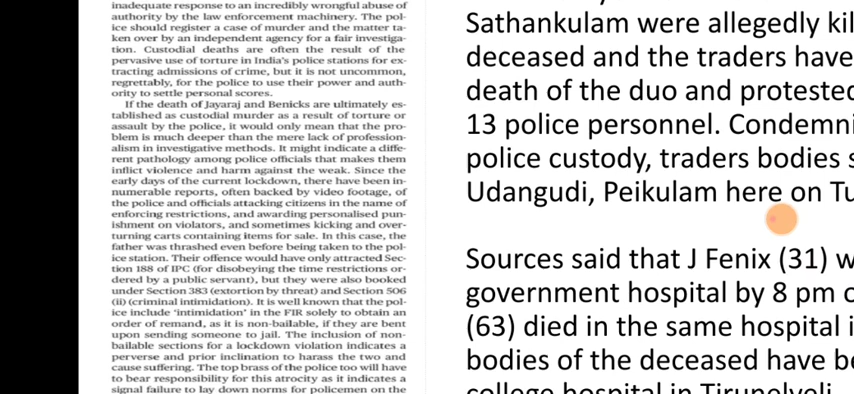 inadequate response to an incredibly wrongful abuse of
authority by the law enforcement machinery. The pol-
ice should register a case of murder and the matter ta-
ken over by an independent agency for a fair investiga-
tion. Custodial deaths are often the result of the
pervasive use of torture in India's police stations for ex-
tracting admissions of crime, but it is not uncommon,
regrettably, for the police to use their power and auth-
ority to settle personal scores.
If the death of Jayaraj and Benicks are ultimately es-
tablished as custodial murder as a result of torture or
assault by the police, it would only mean that the pro-
blem is much deeper than the mere lack of profession-
alism in investigative methods. It might indicate a diffe-
rent pathology among police officials that makes them
inflict violence and harm against the weak. Since the
early days of the current lockdown, there have been in-
numerable reports, often backed by video footage, of
the police and officials attacking citizens in the name of
enforcing restrictions, and awarding personalised pun-
ishment on violators, and sometimes kicking and over-
turning carts containing items for sale. In this case, the
father was thrashed even before being taken to the pol-
ice station. Their offence would have only attracted Sec-
tion 188 of IPC (for disobeying the time restrictions or-
dered by a public servant), but they were also booked
under Section 383 (extortion by threat) and Section 506
(ii) (criminal intimidation). It is well known that the pol-
ice include 'intimidation' in the FIR solely to obtain an
order of remand, as it is non-bailable, if they are bent
upon sending someone to jail. The inclusion of non-
bailable sections for a lockdown violation indicates a
perverse and prior inclination to harass the two and
cause suffering. The top brass of the police too will have
to bear responsibility for this atrocity as it indicates a
signal failure to lay down norms for policemen on the
Sathankulam were allegedly kil
deceased and the traders have
death of the duo and protested
13 police personnel. Condemni
police custody, traders bodies s
Udangudi, Peikulam here on Tu
Sources said that J Fenix (31) w
government hospital by 8 pm o
(63) died in the same hospital i
bodies of the deceased have be
college hospital in Tirunelveli